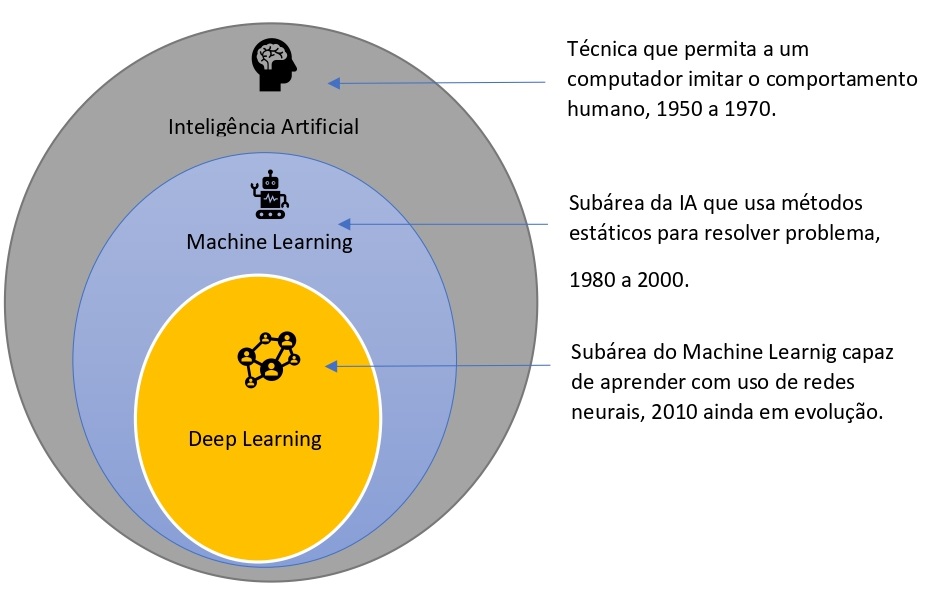 Inteligência Artificial
Machine Learning
Deep Learning
Técnica que permita a um
computador imitar o comportamento
humano, 1950 a 1970.
Subárea da IA que usa métodos
estáticos para resolver problema,
1980 a 2000.
Subárea do Machine Learnig capaz
de aprender com uso de redes
neurais, 2010 ainda em evolução.